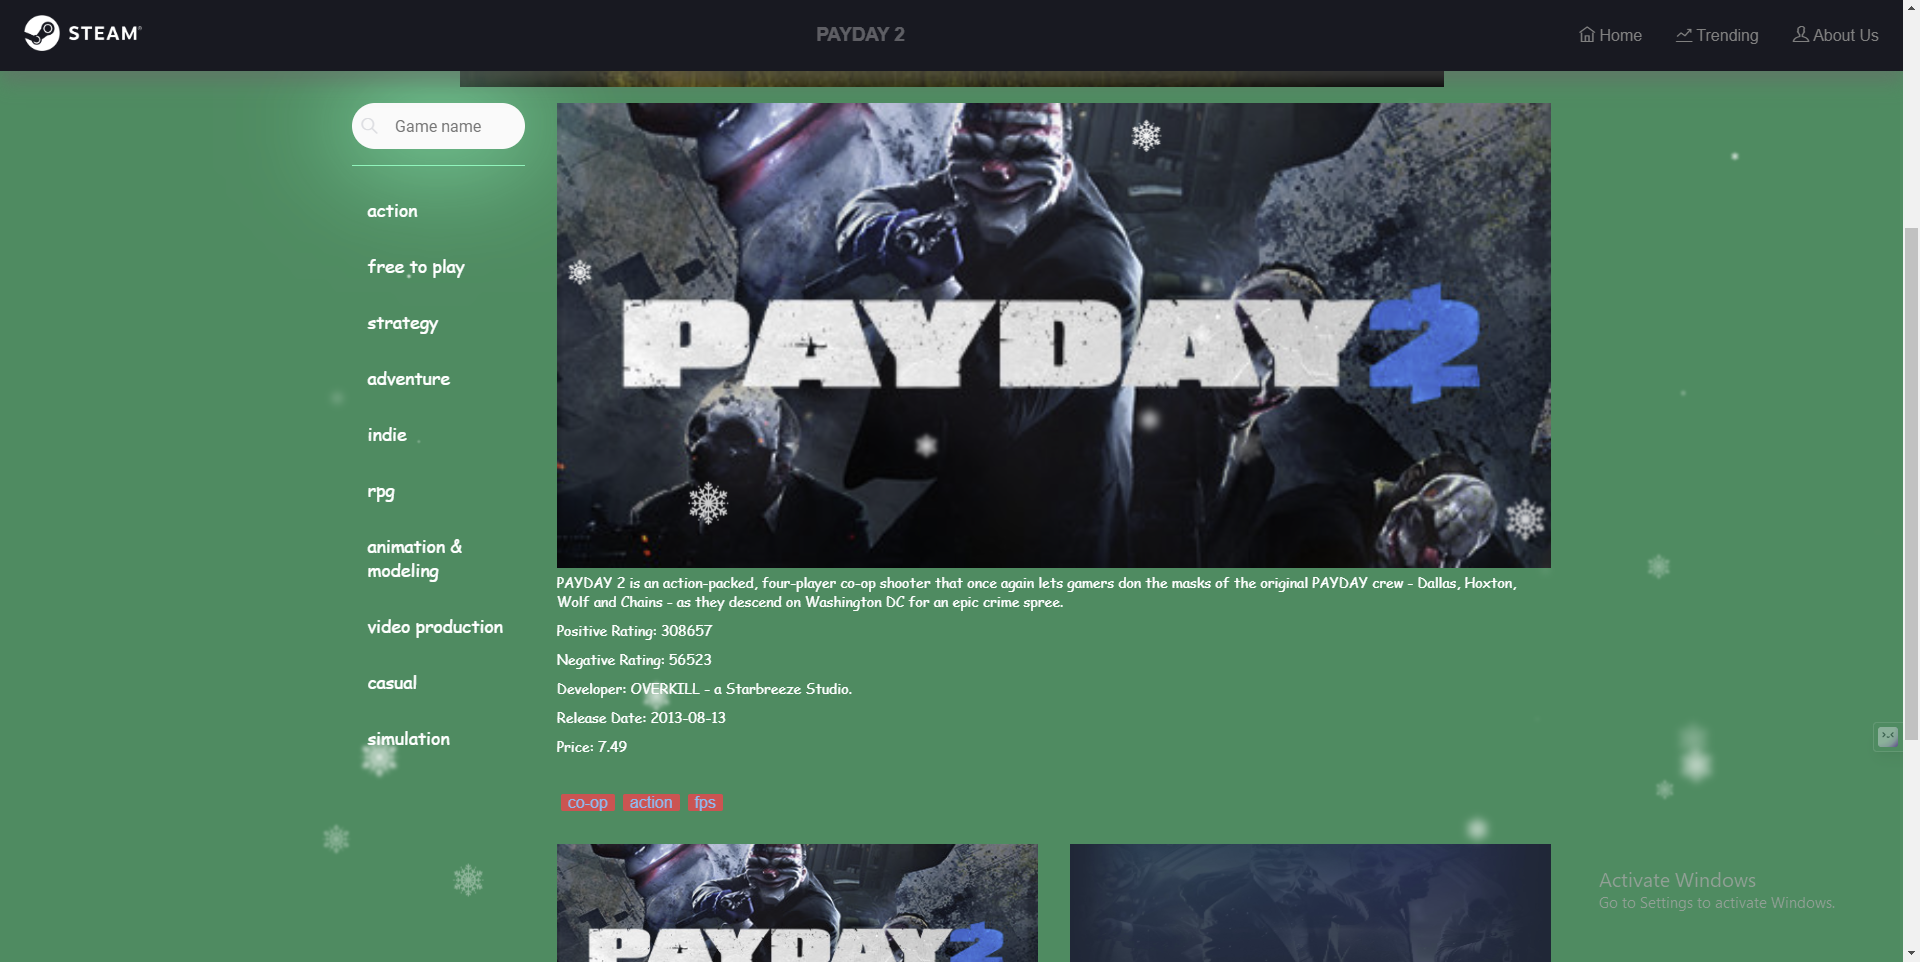 STEAM
PAYDAY 2
Home
Trending
About Us
Game name
action
free to play
strategy
adventure
indie
rpg
animation &
modeling
video production
casual
simulation
PAYDAY 2
PAYDAY 2 is an action-packed, four-player co-op shooter that once again lets gamers don the masks of the original PAYDAY crew - Dallas, Hoxton,
Wolf and Chains - as they descend on Washington DC for an epic crime spree.
Positive Rating: 308657
Negative Rating: 56523
Developer: OVERKILL - a Starbreeze Studio.
Release Date: 2013-08-13
Price: 7.49
co-op
action
fps
PAYDAY 2
Activate Windows
Go to Settings to activate Windows.